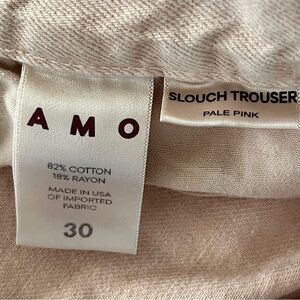 AMO
82% COTTON
18% RAYON
MADE IN USA
OF IMPORTED
FABRIC
30
SLOUCH TROUSER
PALE PINK